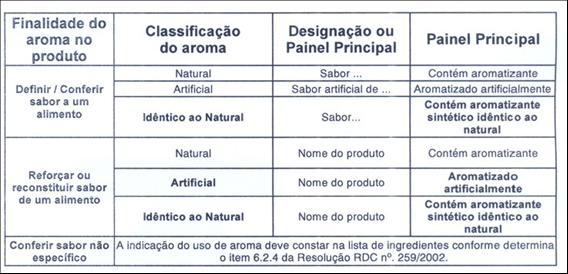 Finalidade do aroma no produto
Classificação do aroma
Designação ou Painel Principal
Painel Principal
Definir / Conferir sabor a um alimento
Natural
Sabor ...
Contém aromatizante
Artificial
Sabor artificial de ...
Aromatizado artificialmente
Idêntico ao Natural
Sabor...
Contém aromatizante sintético idêntico ao natural
Reforçar ou reconstituir sabor de um alimento
Natural
Nome do produto
Contém aromatizante
Artificial
Nome do produto
Aromatizado artificialmente
Idêntico ao Natural
Nome do produto
Contém aromatizante sintético idêntico ao natural
Conferir sabor não específico
A indicação do uso de aroma deve constar na lista de ingredientes conforme determina o item 6.2.4 da Resolução RDC nº. 259/2002.